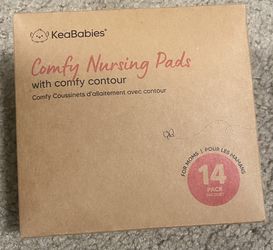 KeaBabies®
Comfy Nursing Pads
with comfy contour
Comfy Coussinets d'allaitement avec contour
FOR MOMS | POUR LES MAMANS
14
PACK